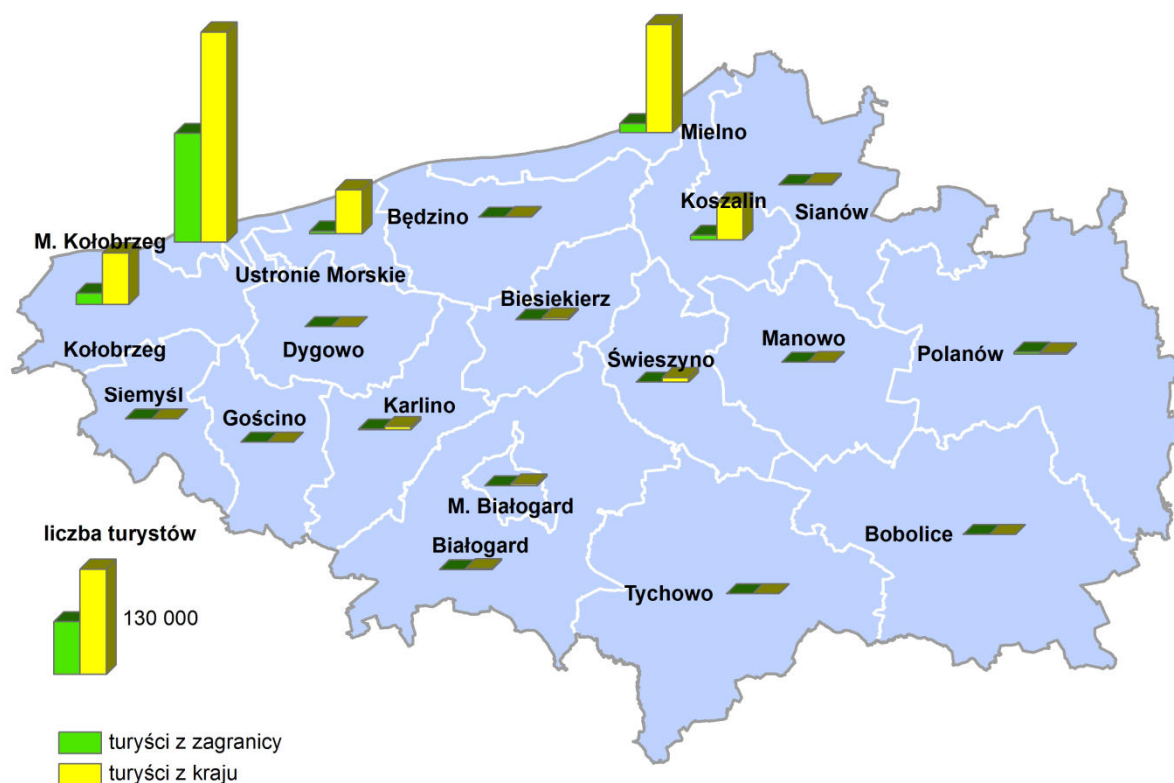 Mielno
Koszalin
Sianów
Będzino
M. Kołobrzeg
Ustronie Morskie
Biesiekierz
Kołobrzeg
Dygowo
Świeszyno
Manowo
Polanów
Siemyśl
Gościno
Karlino
M. Białogard
Białogard
Bobolice
Tychowo
liczba turystów
130 000
turyści z zagranicy
turyści z kraju